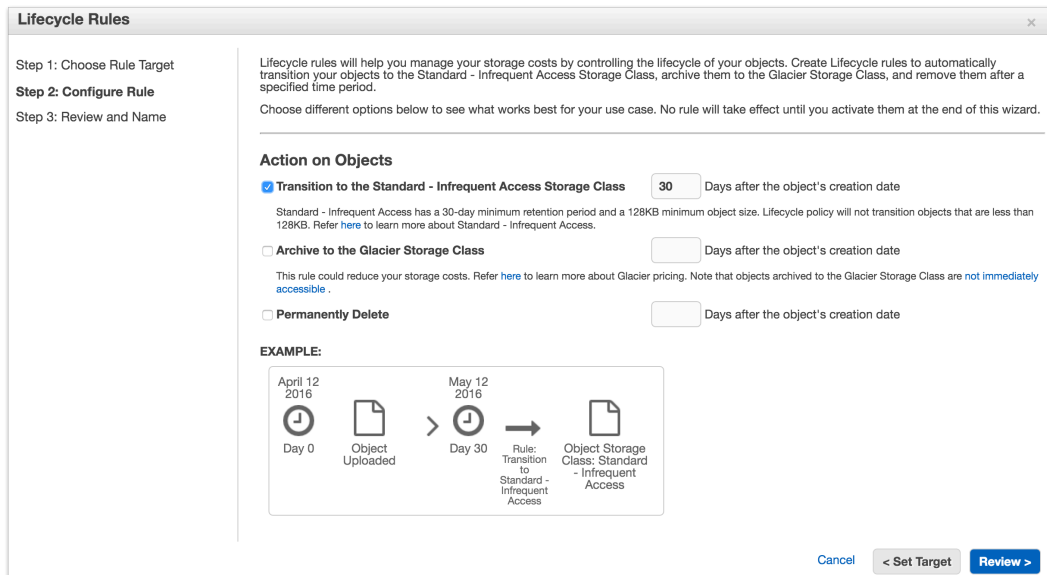 Lifecycle Rules
×
Step 1: Choose Rule Target
Step 2: Configure Rule
Step 3: Review and Name
Lifecycle rules will help you manage your storage costs by controlling the lifecycle of your objects. Create Lifecycle rules to automatically
transition your objects to the Standard - Infrequent Access Storage Class, archive them to the Glacier Storage Class, and remove them after a
specified time period.
Choose different options below to see what works best for your use case. No rule will take effect until you activate them at the end of this wizard.
Action on Objects
Transition to the Standard - Infrequent Access Storage Class 30 Days after the object's creation date
Standard - Infrequent Access has a 30-day minimum retention period and a 128KB minimum object size. Lifecycle policy will not transition objects that are less than
128KB. Refer here to learn more about Standard - Infrequent Access.
Archive to the Glacier Storage Class Days after the object's creation date
This rule could reduce your storage costs. Refer here to learn more about Glacier pricing. Note that objects archived to the Glacier Storage Class are not immediately
accessible .
Permanently Delete Days after the object's creation date
EXAMPLE:
April 12
2016
Day 0
Object
Uploaded
May 12
2016
Day 30
Rule:
Transition
to
Standard -
Infrequent
Access
Object Storage
Class: Standard
- Infrequent
Access
Cancel
< Set Target
Review >